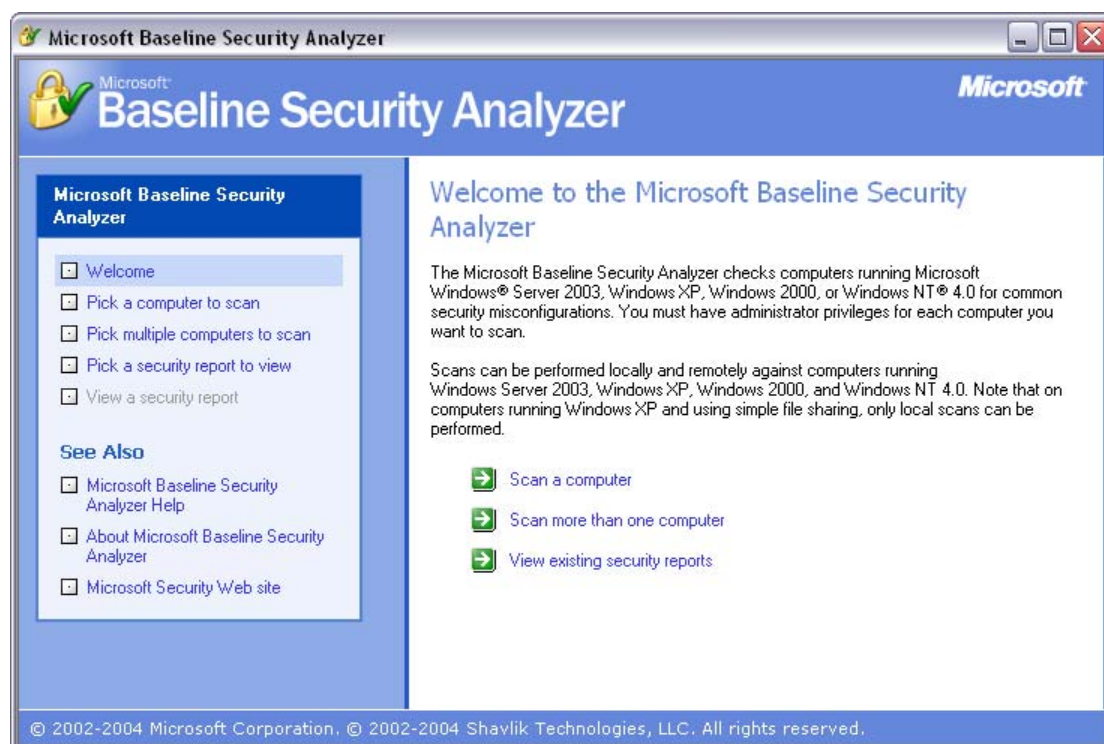 Microsoft Baseline Security Analyzer
Microsoft
Baseline Security Analyzer
Microsoft
Microsoft Baseline Security
Analyzer
Welcome
Pick a computer to scan
Pick multiple computers to scan
Pick a security report to view
View a security report
See Also
Microsoft Baseline Security
Analyzer Help
About Microsoft Baseline Security
Analyzer
Microsoft Security Web site
Welcome to the Microsoft Baseline Security
Analyzer
The Microsoft Baseline Security Analyzer checks computers running Microsoft
Windows® Server 2003, Windows XP, Windows 2000, or Windows NT® 4.0 for common
security misconfigurations. You must have administrator privileges for each computer you
want to scan.
Scans can be performed locally and remotely against computers running
Windows Server 2003, Windows XP, Windows 2000, and Windows NT 4.0. Note that on
computers running Windows XP and using simple file sharing, only local scans can be
performed.
Scan a computer
Scan more than one computer
View existing security reports
© 2002-2004 Microsoft Corporation. © 2002-2004 Shavlik Technologies, LLC. All rights reserved.